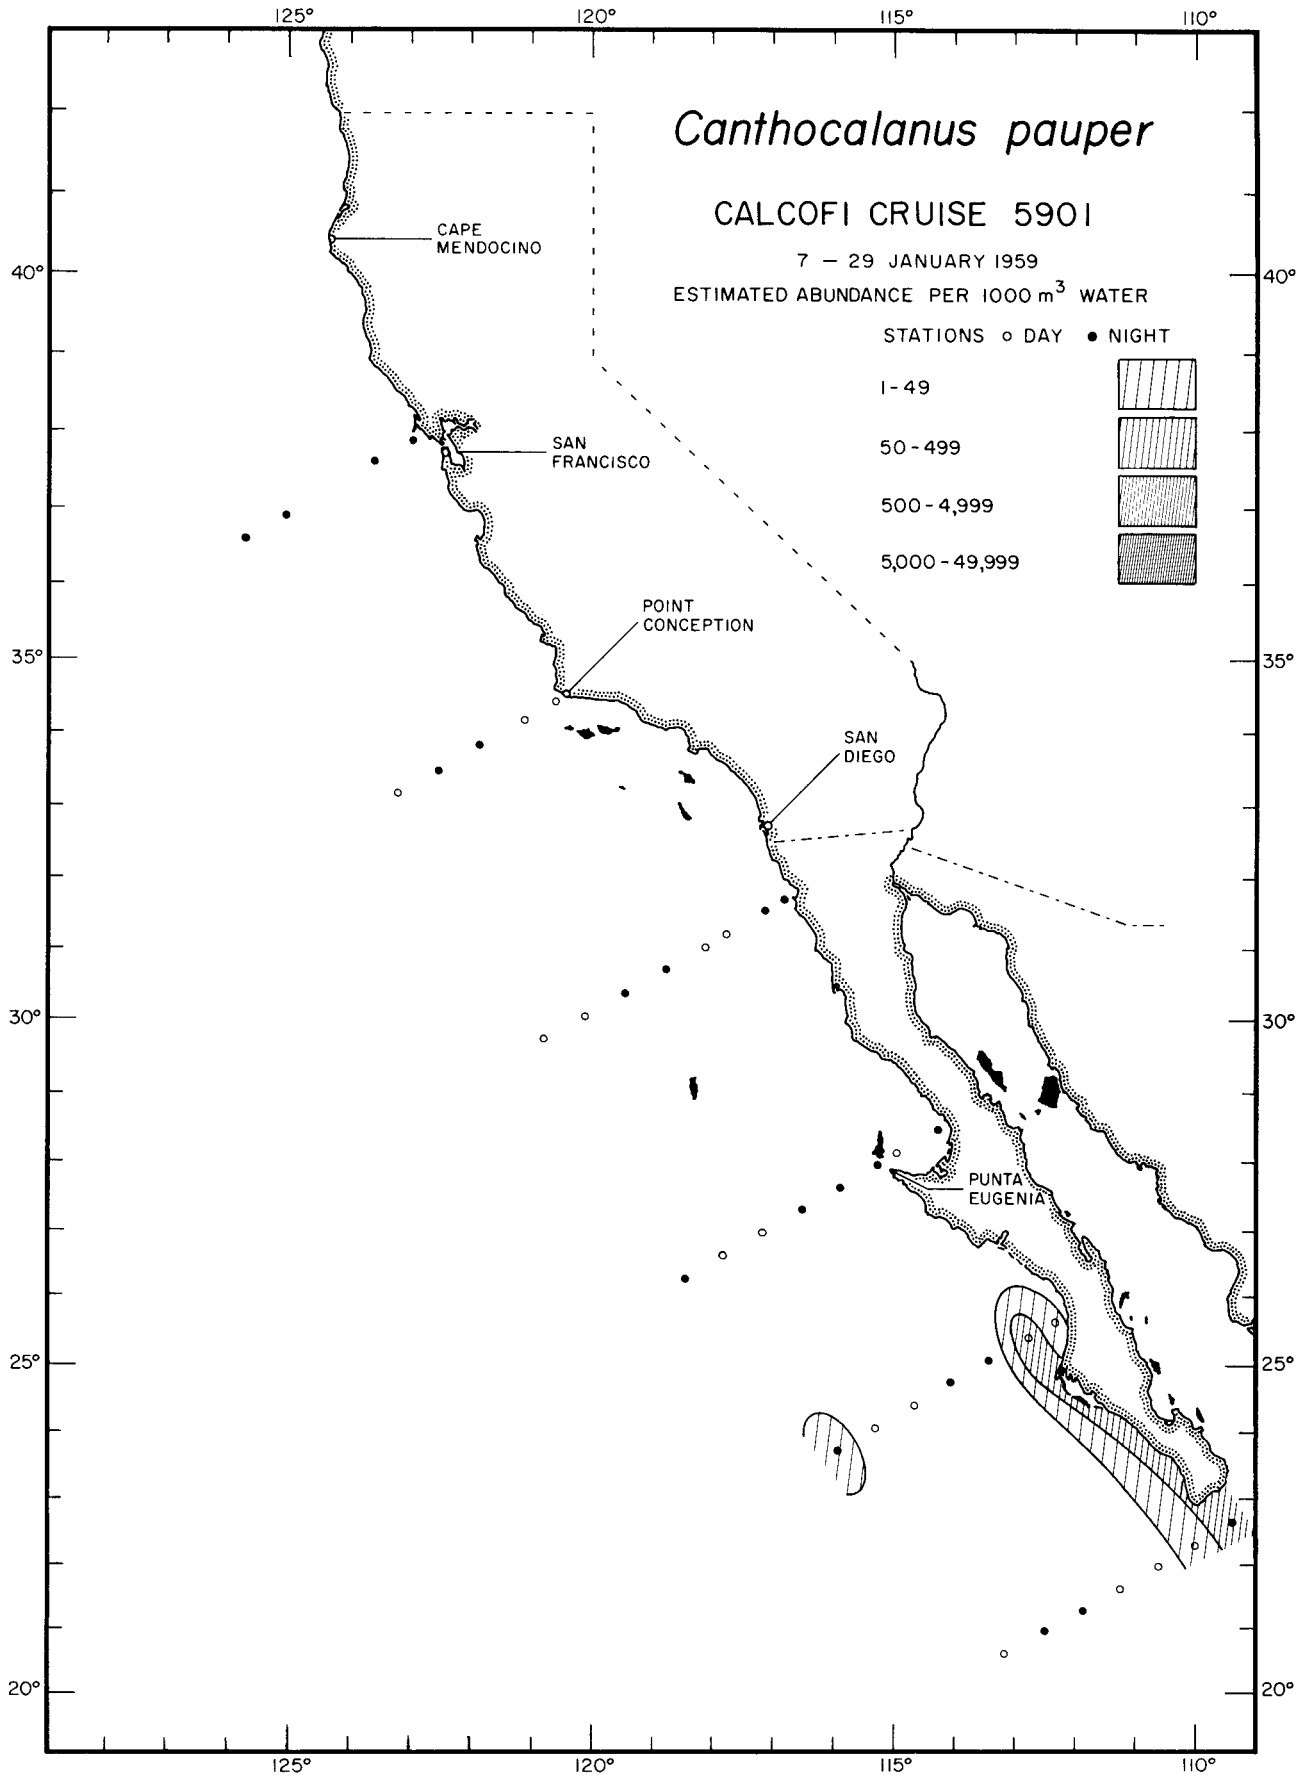 125° 120° 115° 110°
Canthocalanus pauper
CALCOFI CRUISE 5901
7 – 29 JANUARY 1959
ESTIMATED ABUNDANCE PER 1000 m³ WATER
STATIONS ○ DAY ● NIGHT
1-49
50-499
500-4,999
5,000-49,999
CAPE
MENDOCINO
40° 40°
SAN
FRANCISCO
POINT
CONCEPTION
35° 35°
SAN
DIEGO
30° 30°
PUNTA
EUGENIA
25° 25°
20° 20°
125° 120° 115° 110°